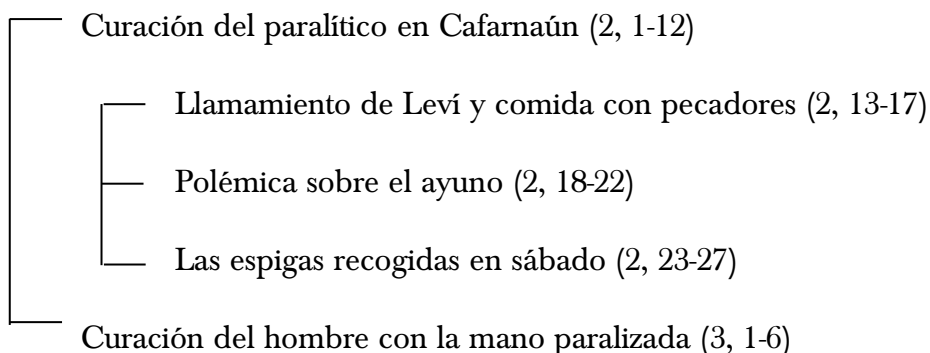 Curación del paralítico en Cafarnaún (2, 1-12)
Llamamiento de Leví y comida con pecadores (2, 13-17)
Polémica sobre el ayuno (2, 18-22)
Las espigas recogidas en sábado (2, 23-27)
Curación del hombre con la mano paralizada (3, 1-6)